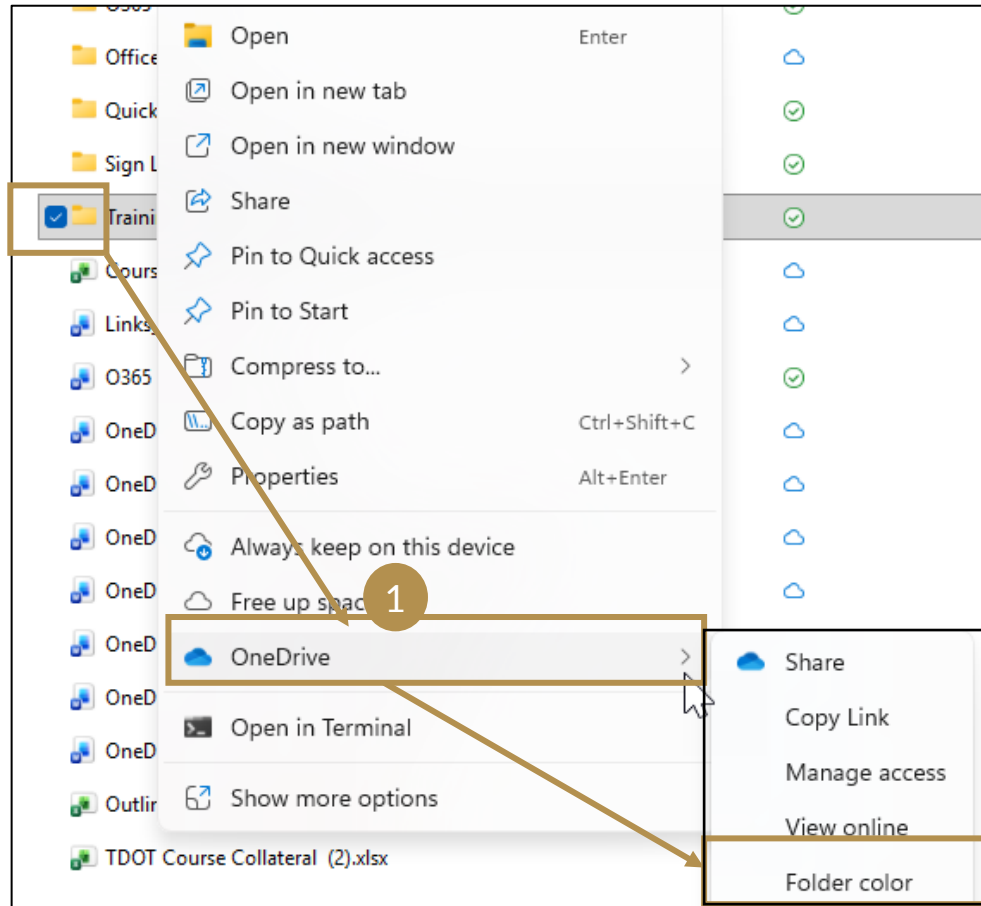 Open Enter
Office
Open in new tab
Quick
Open in new window
Sign L
Share
Traini
Pin to Quick access
Cours
Pin to Start
Links
Compress to...
O365
Copy as path Ctrl+Shift+C
OneD
Properties Alt+Enter
OneD
Always keep on this device
OneD
Free up spac
1
OneD
OneDrive
OneD
Share
OneD
Copy Link
Open in Terminal
OneD
Manage access
Outlin
Show more options
View online
TDOT Course Collateral (2).xlsx
Folder color